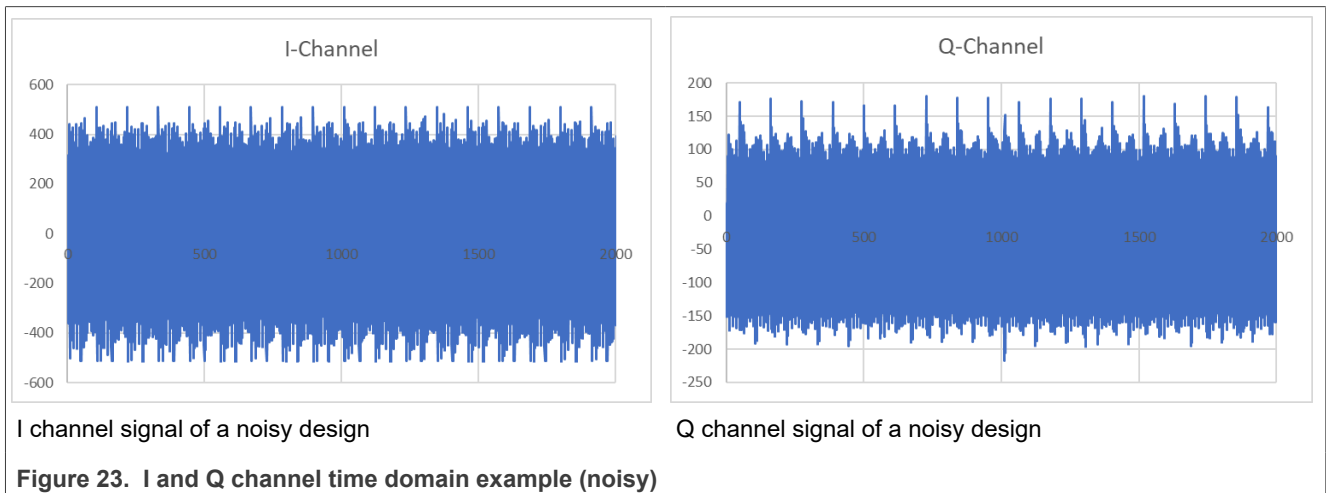 I-Channel
600
400
200
0
-200
-400
-600
0 500 1000 1500 2000
Q-Channel
200
150
100
50
0
-50
-100
-150
-200
-250
0 500 1000 1500 2000
I channel signal of a noisy design
Q channel signal of a noisy design
Figure 23. I and Q channel time domain example (noisy)